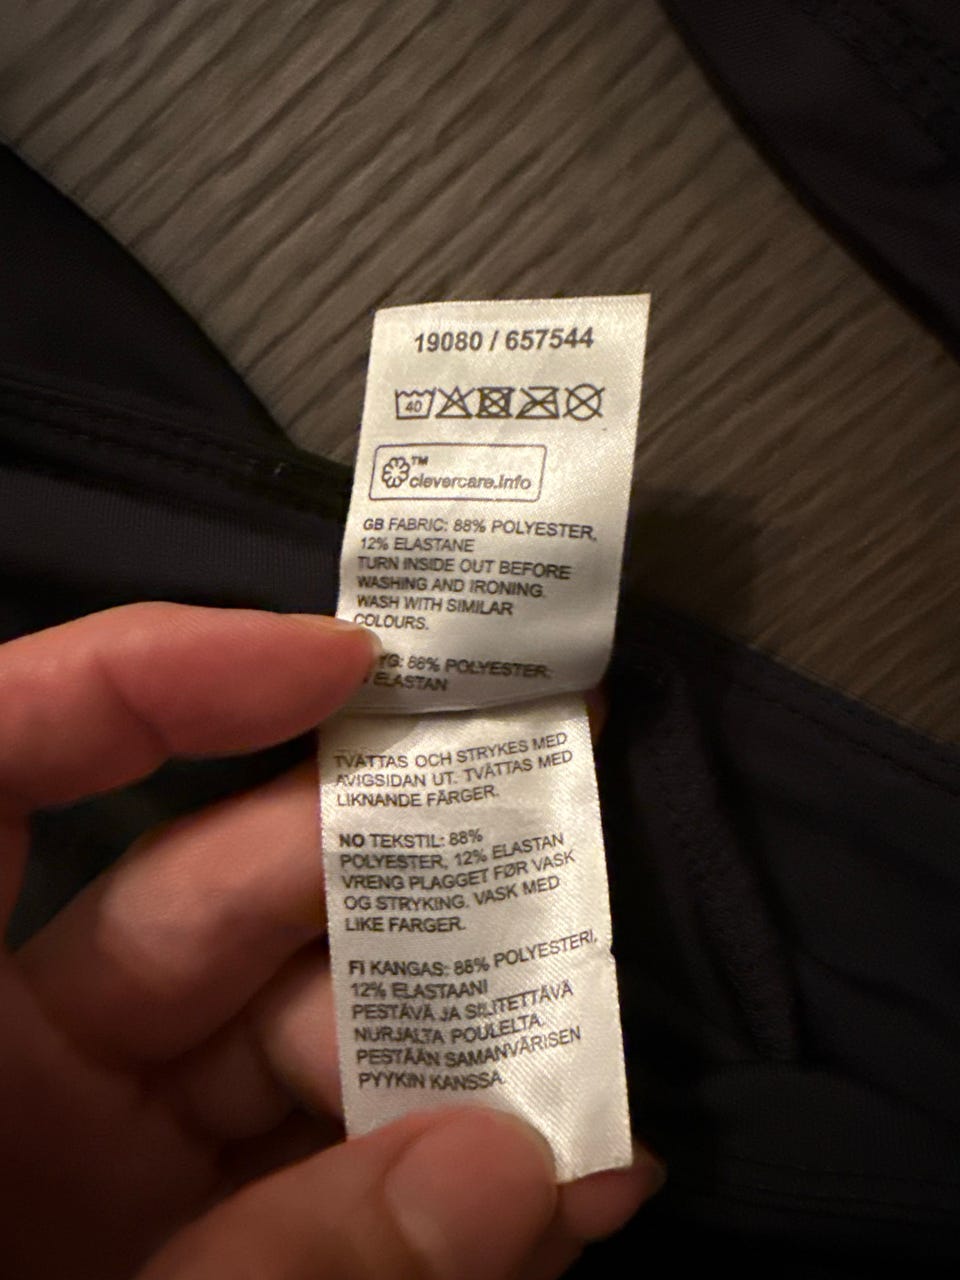 19080 / 657544
40
TM
clevercare.info
GB FABRIC: 88% POLYESTER,
12% ELASTANE
TURN INSIDE OUT BEFORE
WASHING AND IRONING.
WASH WITH SIMILAR
COLOURS.
88% POLYESTER,
ELASTAN
TVÄTTAS OCH STRYKES MED
AVIGSIDAN UT. TVÄTTAS MED
LIKNANDE FÄRGER.
NO TEKSTIL: 88%
POLYESTER, 12% ELASTAN
VRENG PLAGGET FØR VASK
OG STRYKING. VASK MED
LIKE FARGER.
FI KANGAS: 88% POLYESTERI,
12% ELASTAANI
PESTÄVÄ JA SILITETTÄVÄ
NURJALTA POULELTA.
PESTÄÄN SAMANVÄRISEN
PYYKIN KANSSA.